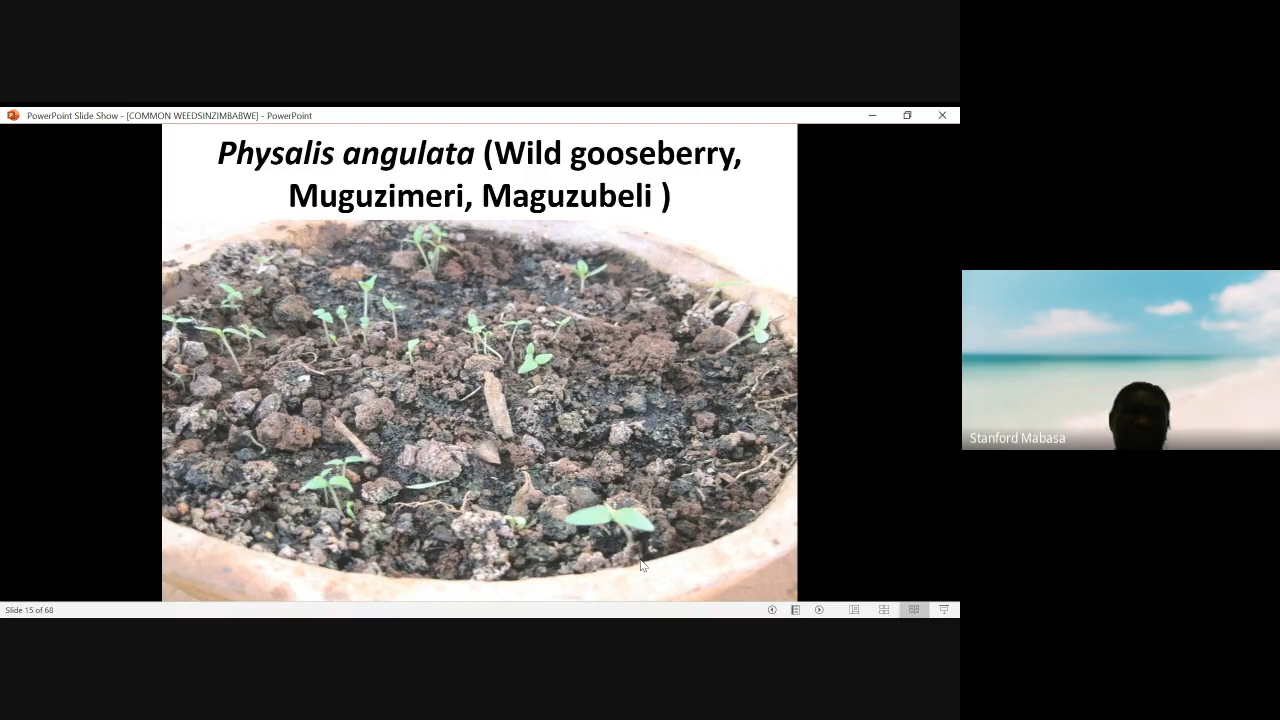 PowerPoint Slide Show - [COMMON WEEDSINZIMBABWE] - PowerPoint
Physalis angulata (Wild gooseberry,
Muguzimeri, Maguzubeli )
Stanford Mabasa
Slide 15 of 68